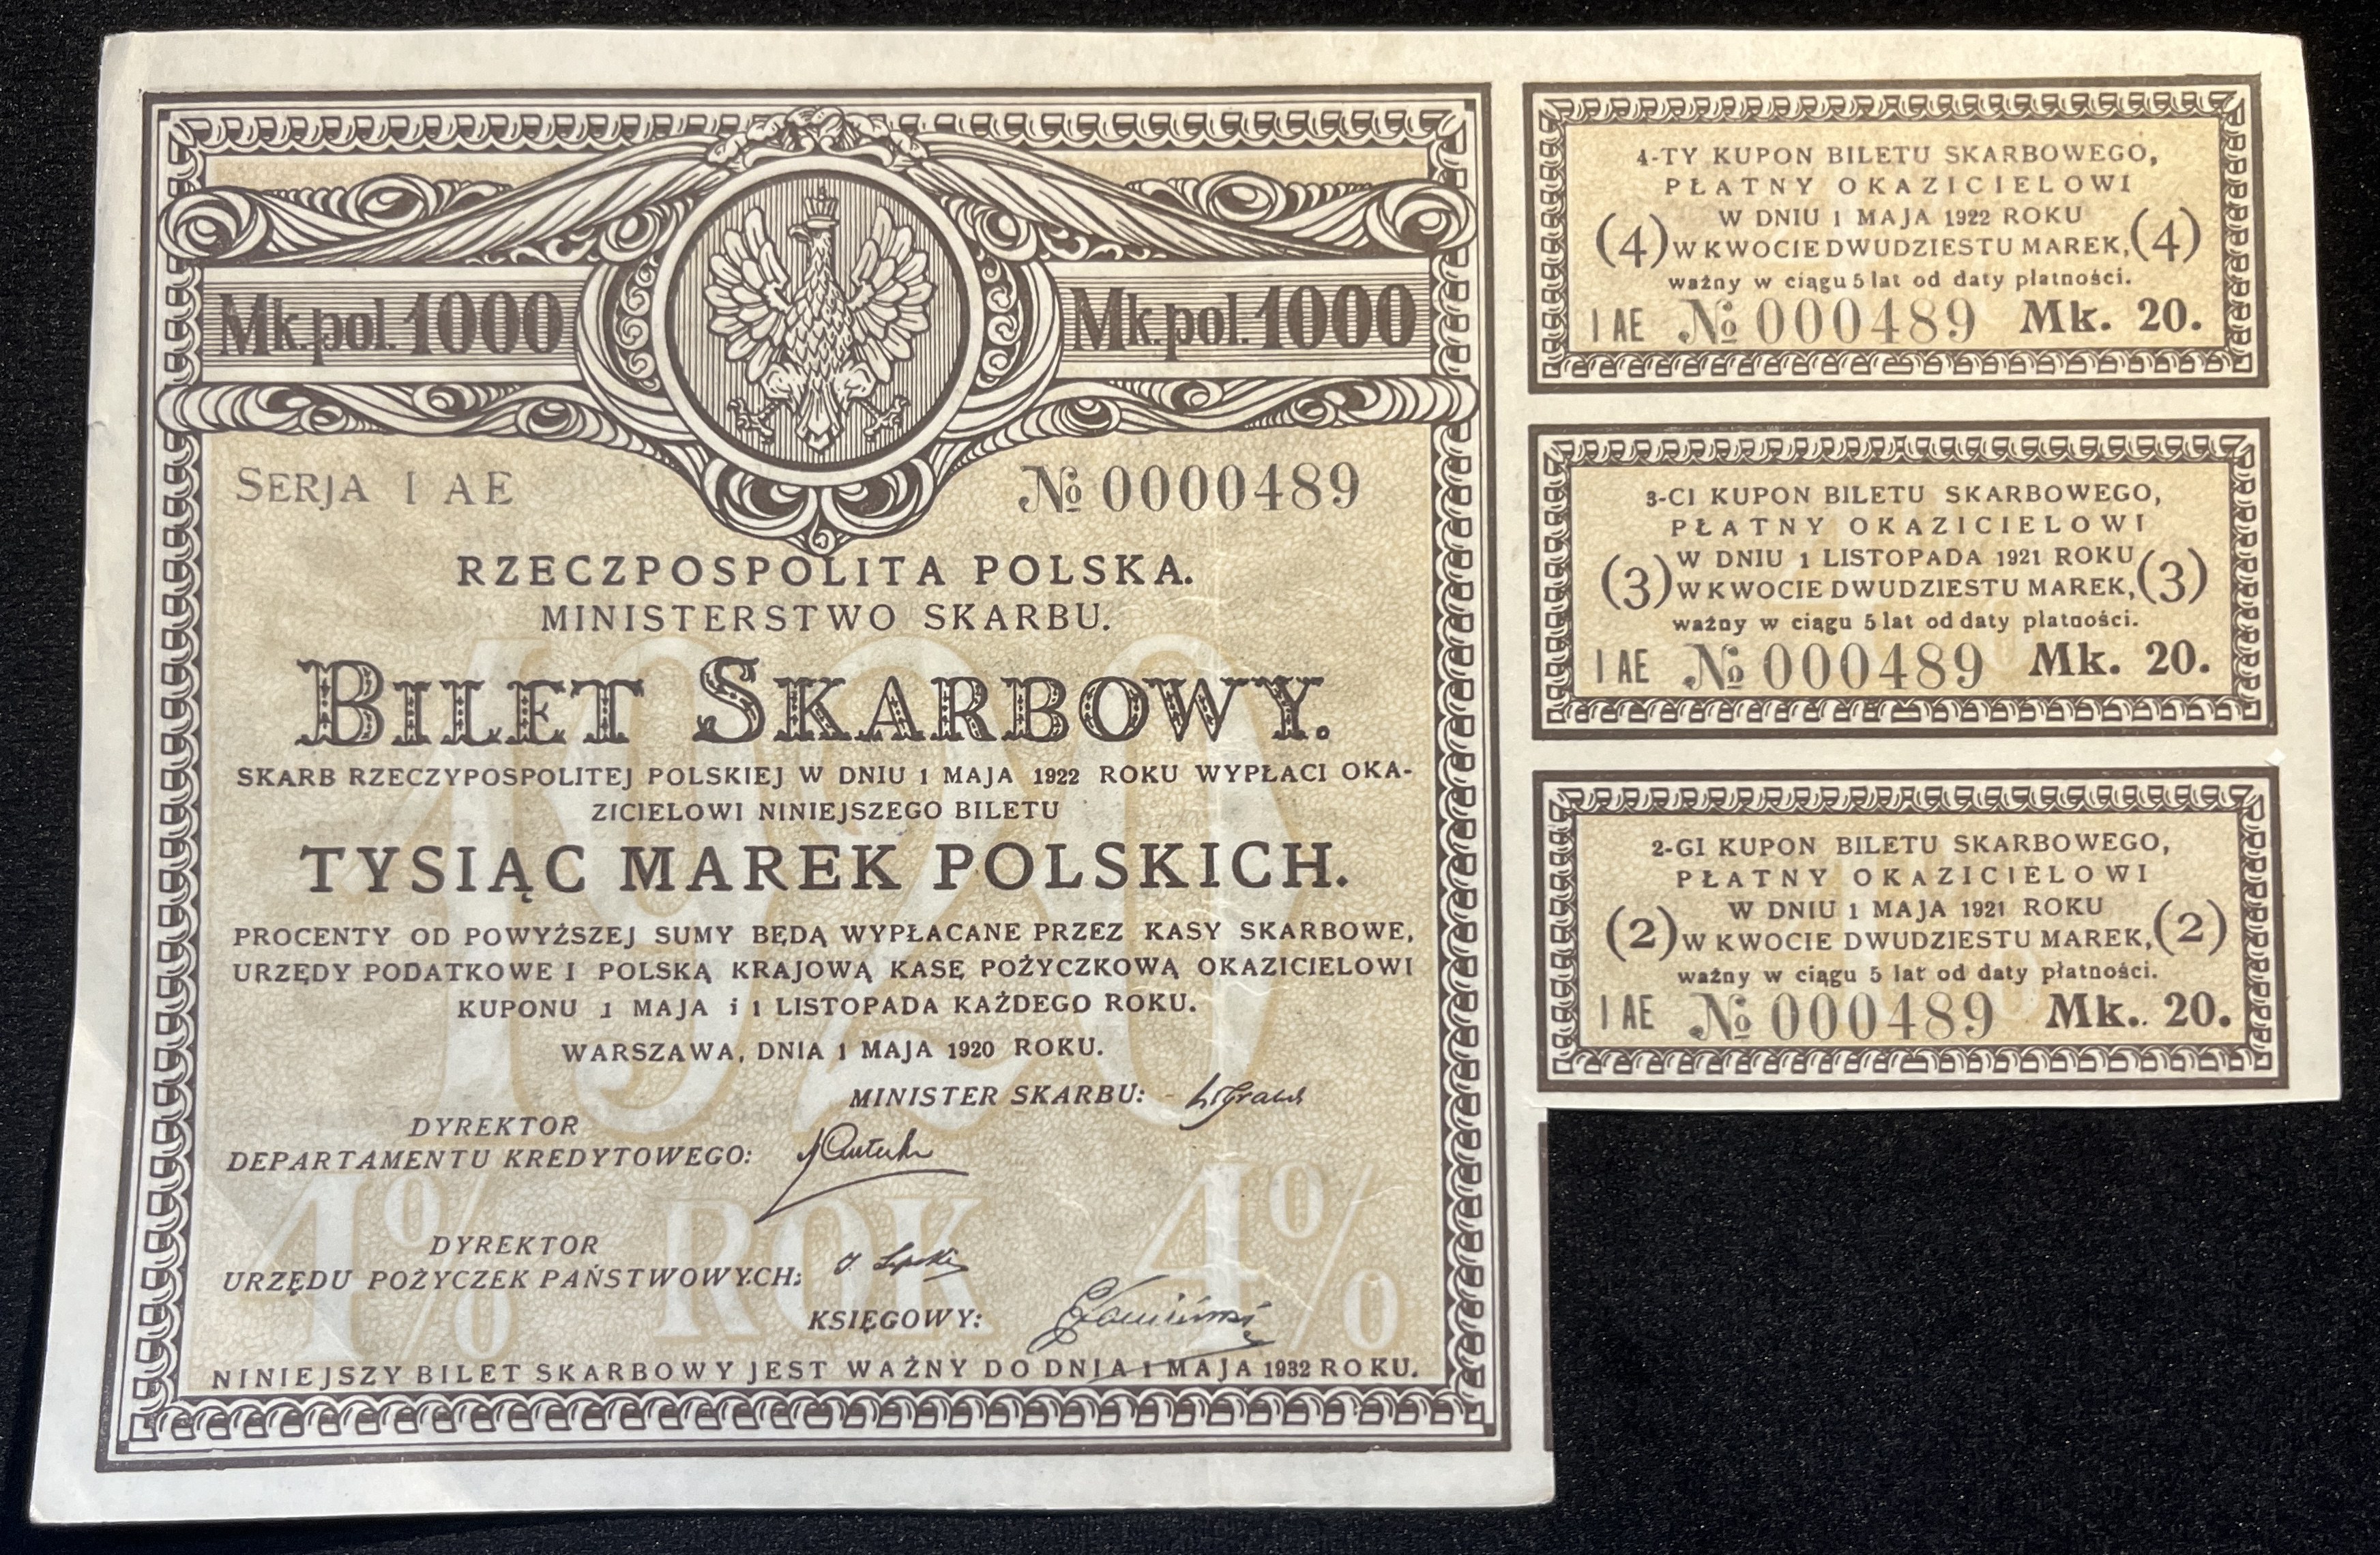 Mk. pol. 1000
Mk. pol. 1000
SERJA I AE
№ 0000489
RZECZPOSPOLITA POLSKA.
MINISTERSTWO SKARBU.
BILET SKARBOWY.
SKARB RZECZYPOSPOLITEJ POLSKIEJ W DNIU 1 MAJA 1922 ROKU WYPŁACI OKA-
ZICIELOWI NINIEJSZEGO BILETU
TYSIĄC MAREK POLSKICH.
PROCENTY OD POWYŻSZEJ SUMY BĘDĄ WYPŁACANE PRZEZ KASY SKARBOWE,
URZĘDY PODATKOWE I POLSKĄ KRAJOWĄ KASĘ POŻYCZKOWĄ OKAZICIELOWI
KUPONU 1 MAJA i 1 LISTOPADA KAŻDEGO ROKU.
WARSZAWA, DNIA 1 MAJA 1920 ROKU.
MINISTER SKARBU:
DYREKTOR
DEPARTAMENTU KREDYTOWEGO:
DYREKTOR
URZĘDU POŻYCZEK PAŃSTWOWYCH:
KSIĘGOWY:
NINIEJSZY BILET SKARBOWY JEST WAŻNY DO DNIA 1 MAJA 1932 ROKU.
1920
4% ROK 4%
4-TY KUPON BILETU SKARBOWEGO,
PŁATNY OKAZICIELOWI
W DNIU 1 MAJA 1922 ROKU
(4) W KWOCIE DWUDZIESTU MAREK, (4)
ważny w ciągu 5 lat od daty płatności.
I AE № 000489 Mk. 20.
3-CI KUPON BILETU SKARBOWEGO,
PŁATNY OKAZICIELOWI
W DNIU 1 LISTOPADA 1921 ROKU
(3) W KWOCIE DWUDZIESTU MAREK, (3)
ważny w ciągu 5 lat od daty płatności.
I AE № 000489 Mk. 20.
2-GI KUPON BILETU SKARBOWEGO,
PŁATNY OKAZICIELOWI
W DNIU 1 MAJA 1921 ROKU
(2) W KWOCIE DWUDZIESTU MAREK, (2)
ważny w ciągu 5 lat od daty płatności.
I AE № 000489 Mk. 20.